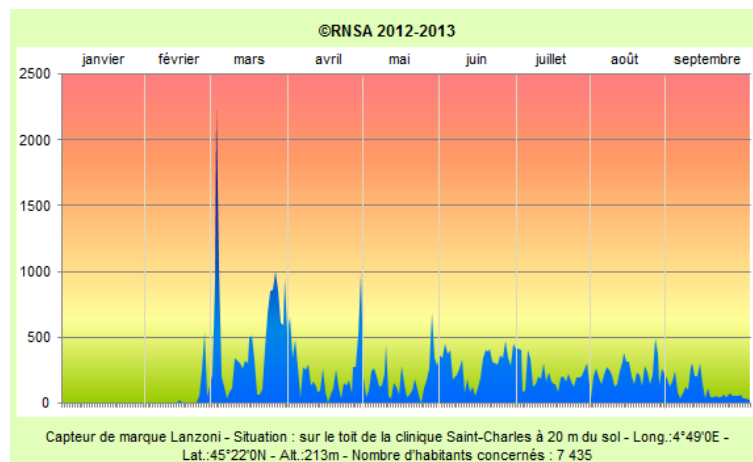 ©RNSA 2012-2013
janvier février mars avril mai juin juillet août septembre
2500
2000
1500
1000
500
0
Capteur de marque Lanzoni - Situation : sur le toit de la clinique Saint-Charles à 20 m du sol - Long.:4°49'0E -
Lat.:45°22'0N - Alt.:213m - Nombre d'habitants concernés : 7 435